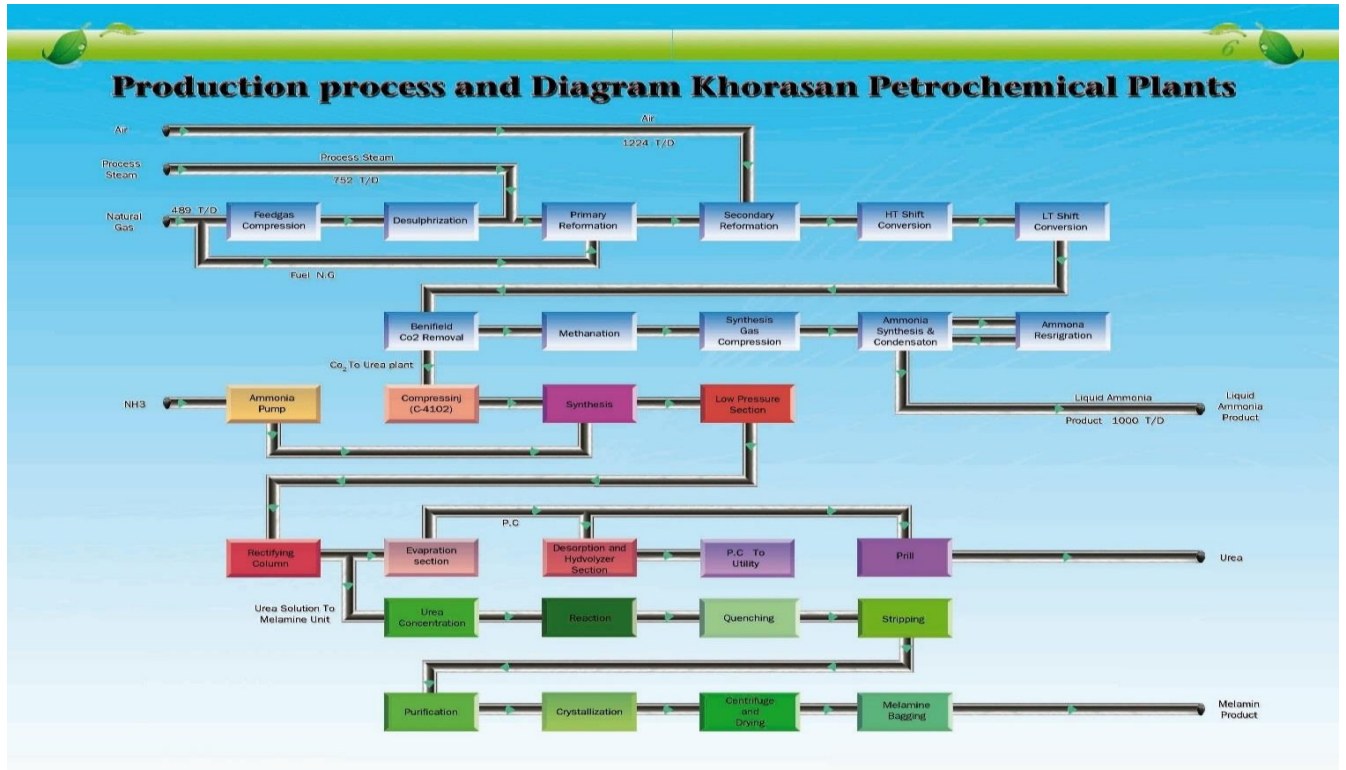 6
Production process and Diagram Khorasan Petrochemical Plants
Air
Air
1224 T/D
Process
Steam
Process Steam
752 T/D
Natural
Gas
489 T/D
Feedgas
Compression
Desulphrization
Primary
Reformation
Secondary
Reformation
HT Shift
Conversion
LT Shift
Conversion
Fuel N.G
Benifield
Co2 Removal
Methanation
Synthesis
Gas
Compression
Ammonia
Synthesis &
Condensaton
Ammona
Resrigration
Co2 To Urea plant
NH3
Ammonia
Pump
Compressinj
(C-4102)
Synthesis
Low Pressure
Section
Liquid Ammonia
Product 1000 T/D
Liquid
Ammonia
Product
P.C
Rectifying
Column
Evapration
section
Desorption and
Hydvolyzer
Section
P.C To
Utility
Prill
Urea
Urea Solution To
Melamine Unit
Urea
Concentration
Reaction
Quenching
Stripping
Purification
Crystallization
Centrifuge
and
Drying
Melamine
Bagging
Melamin
Product